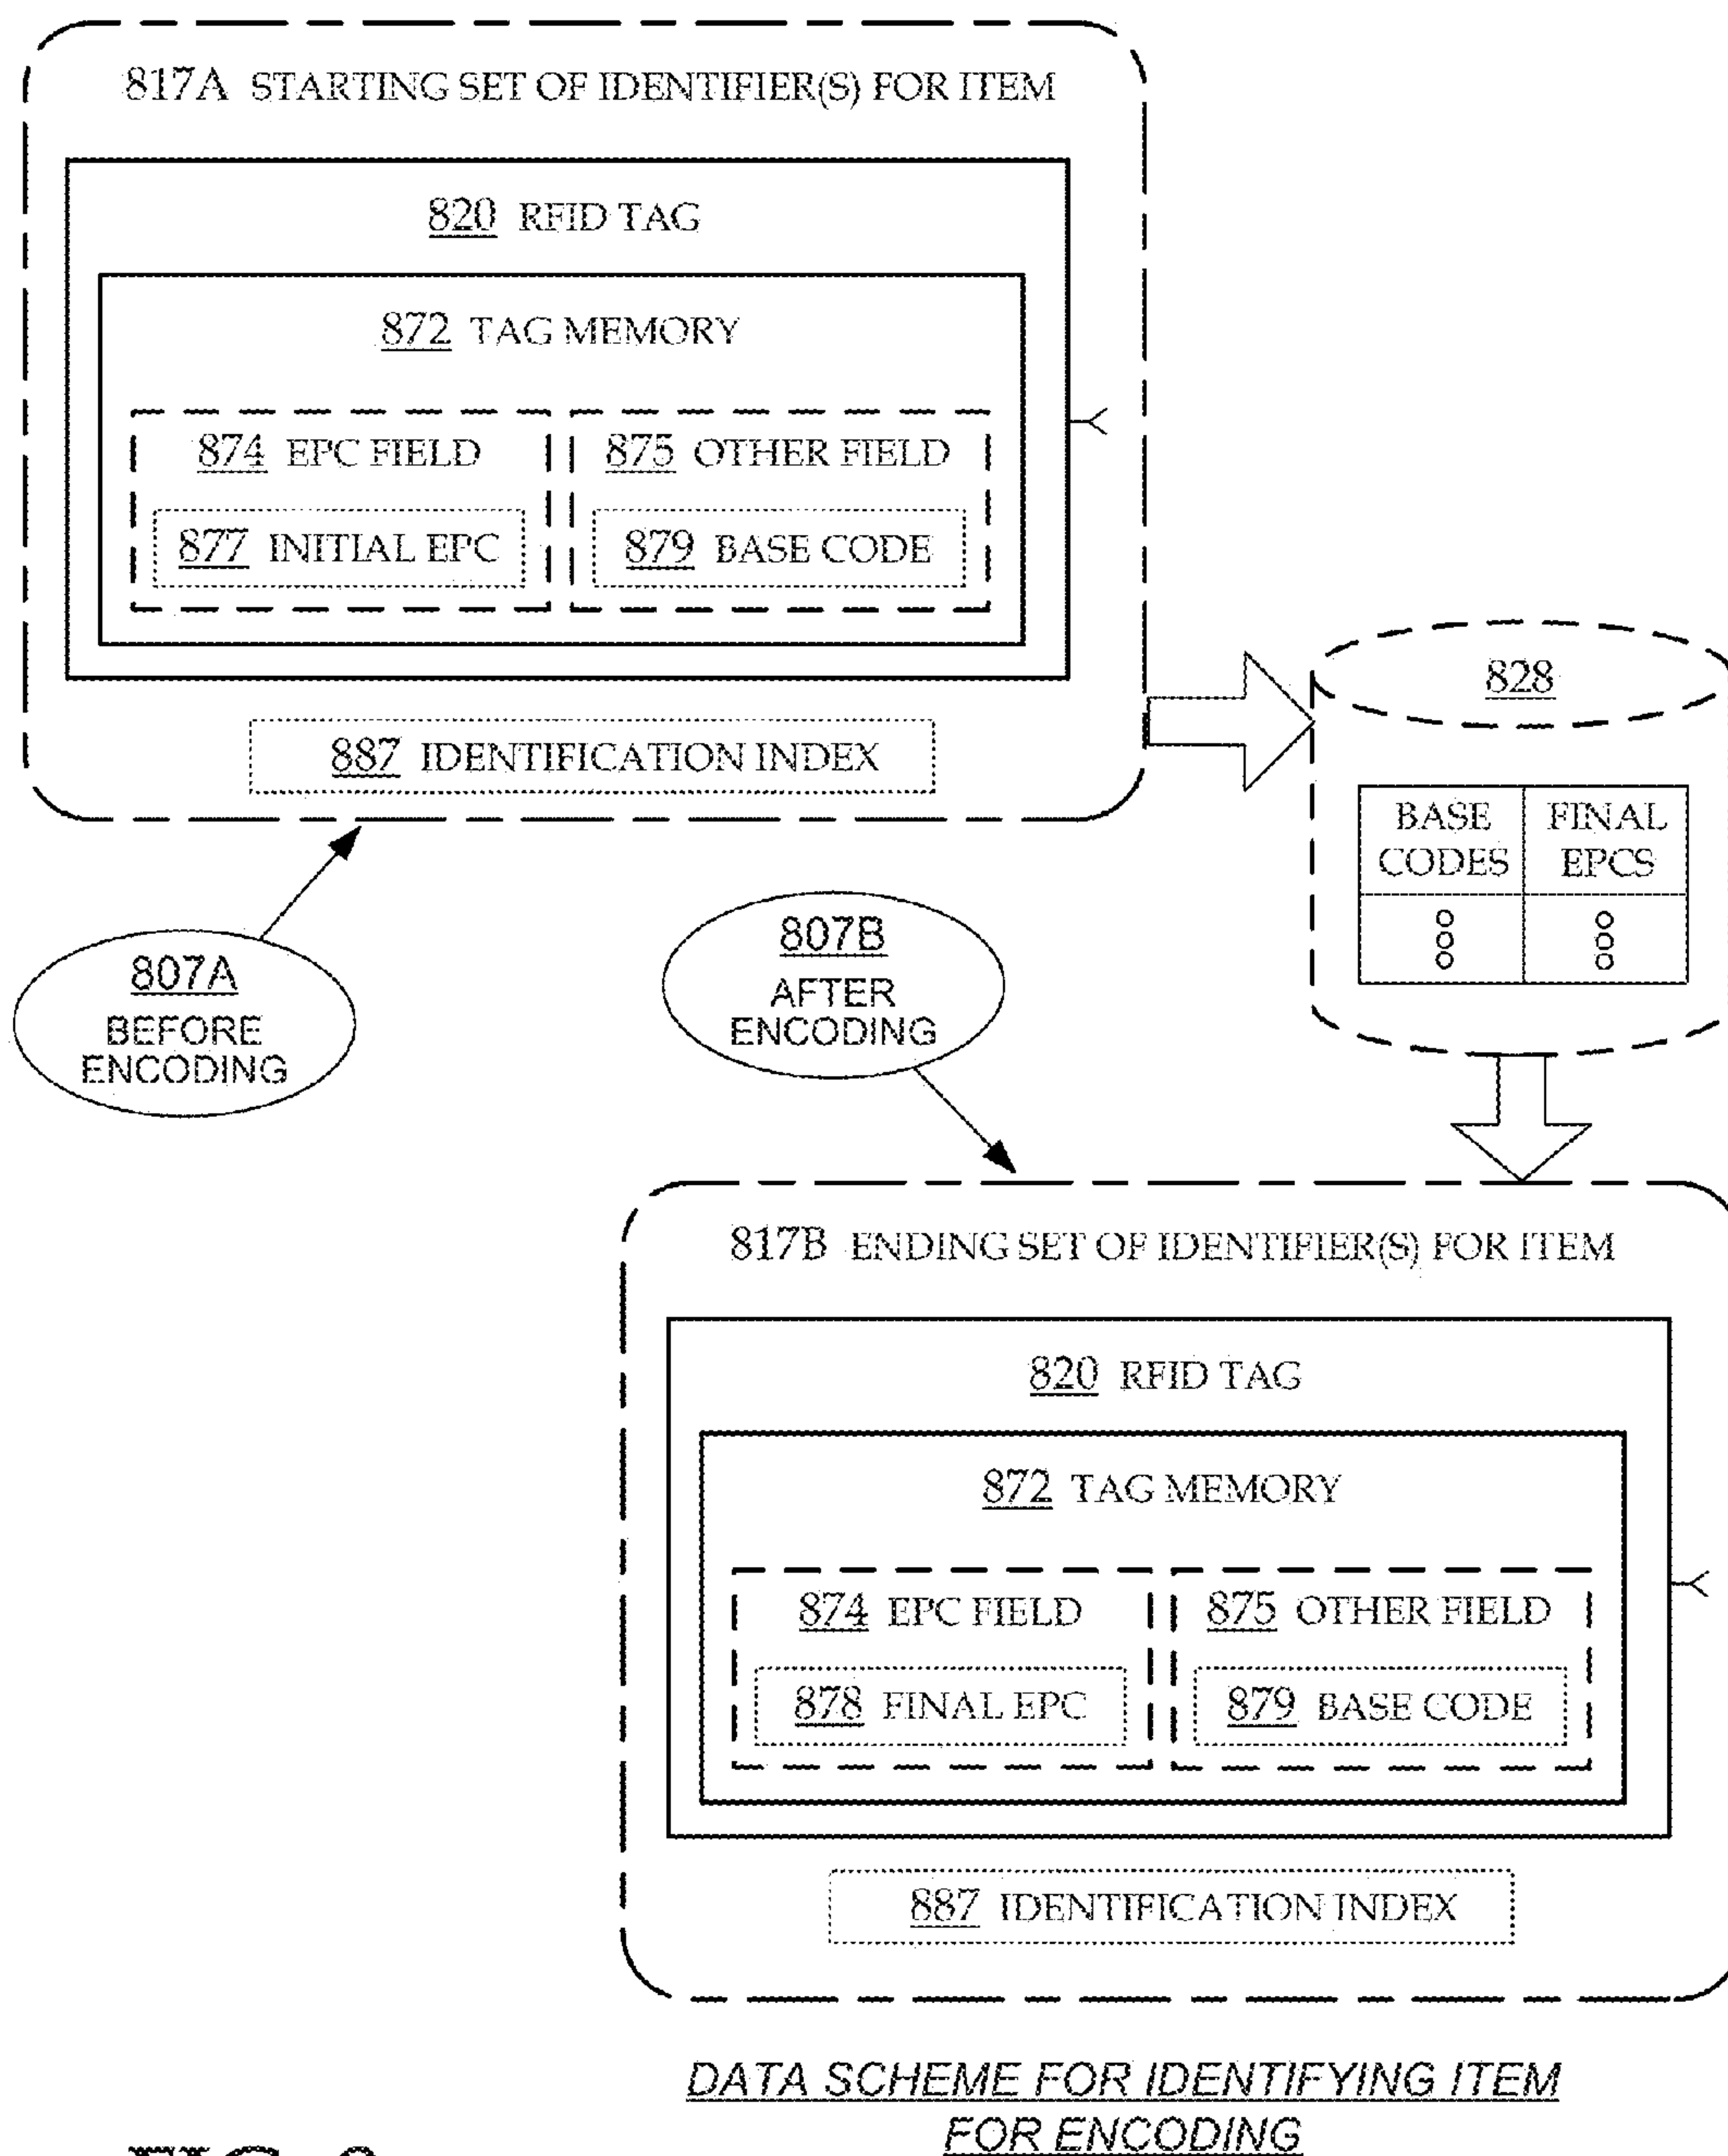 817A STARTING SET OF IDENTIFIER(S) FOR ITEM
820 RFID TAG
872 TAG MEMORY
874 EPC FIELD
875 OTHER FIELD
877 INITIAL EPC
879 BASE CODE
887 IDENTIFICATION INDEX
828
BASE
CODES
FINAL
EPCS
807A
BEFORE
ENCODING
807B
AFTER
ENCODING
817B ENDING SET OF IDENTIFIER(S) FOR ITEM
820 RFID TAG
872 TAG MEMORY
874 EPC FIELD
875 OTHER FIELD
878 FINAL EPC
879 BASE CODE
887 IDENTIFICATION INDEX
DATA SCHEME FOR IDENTIFYING ITEM
FOR ENCODING